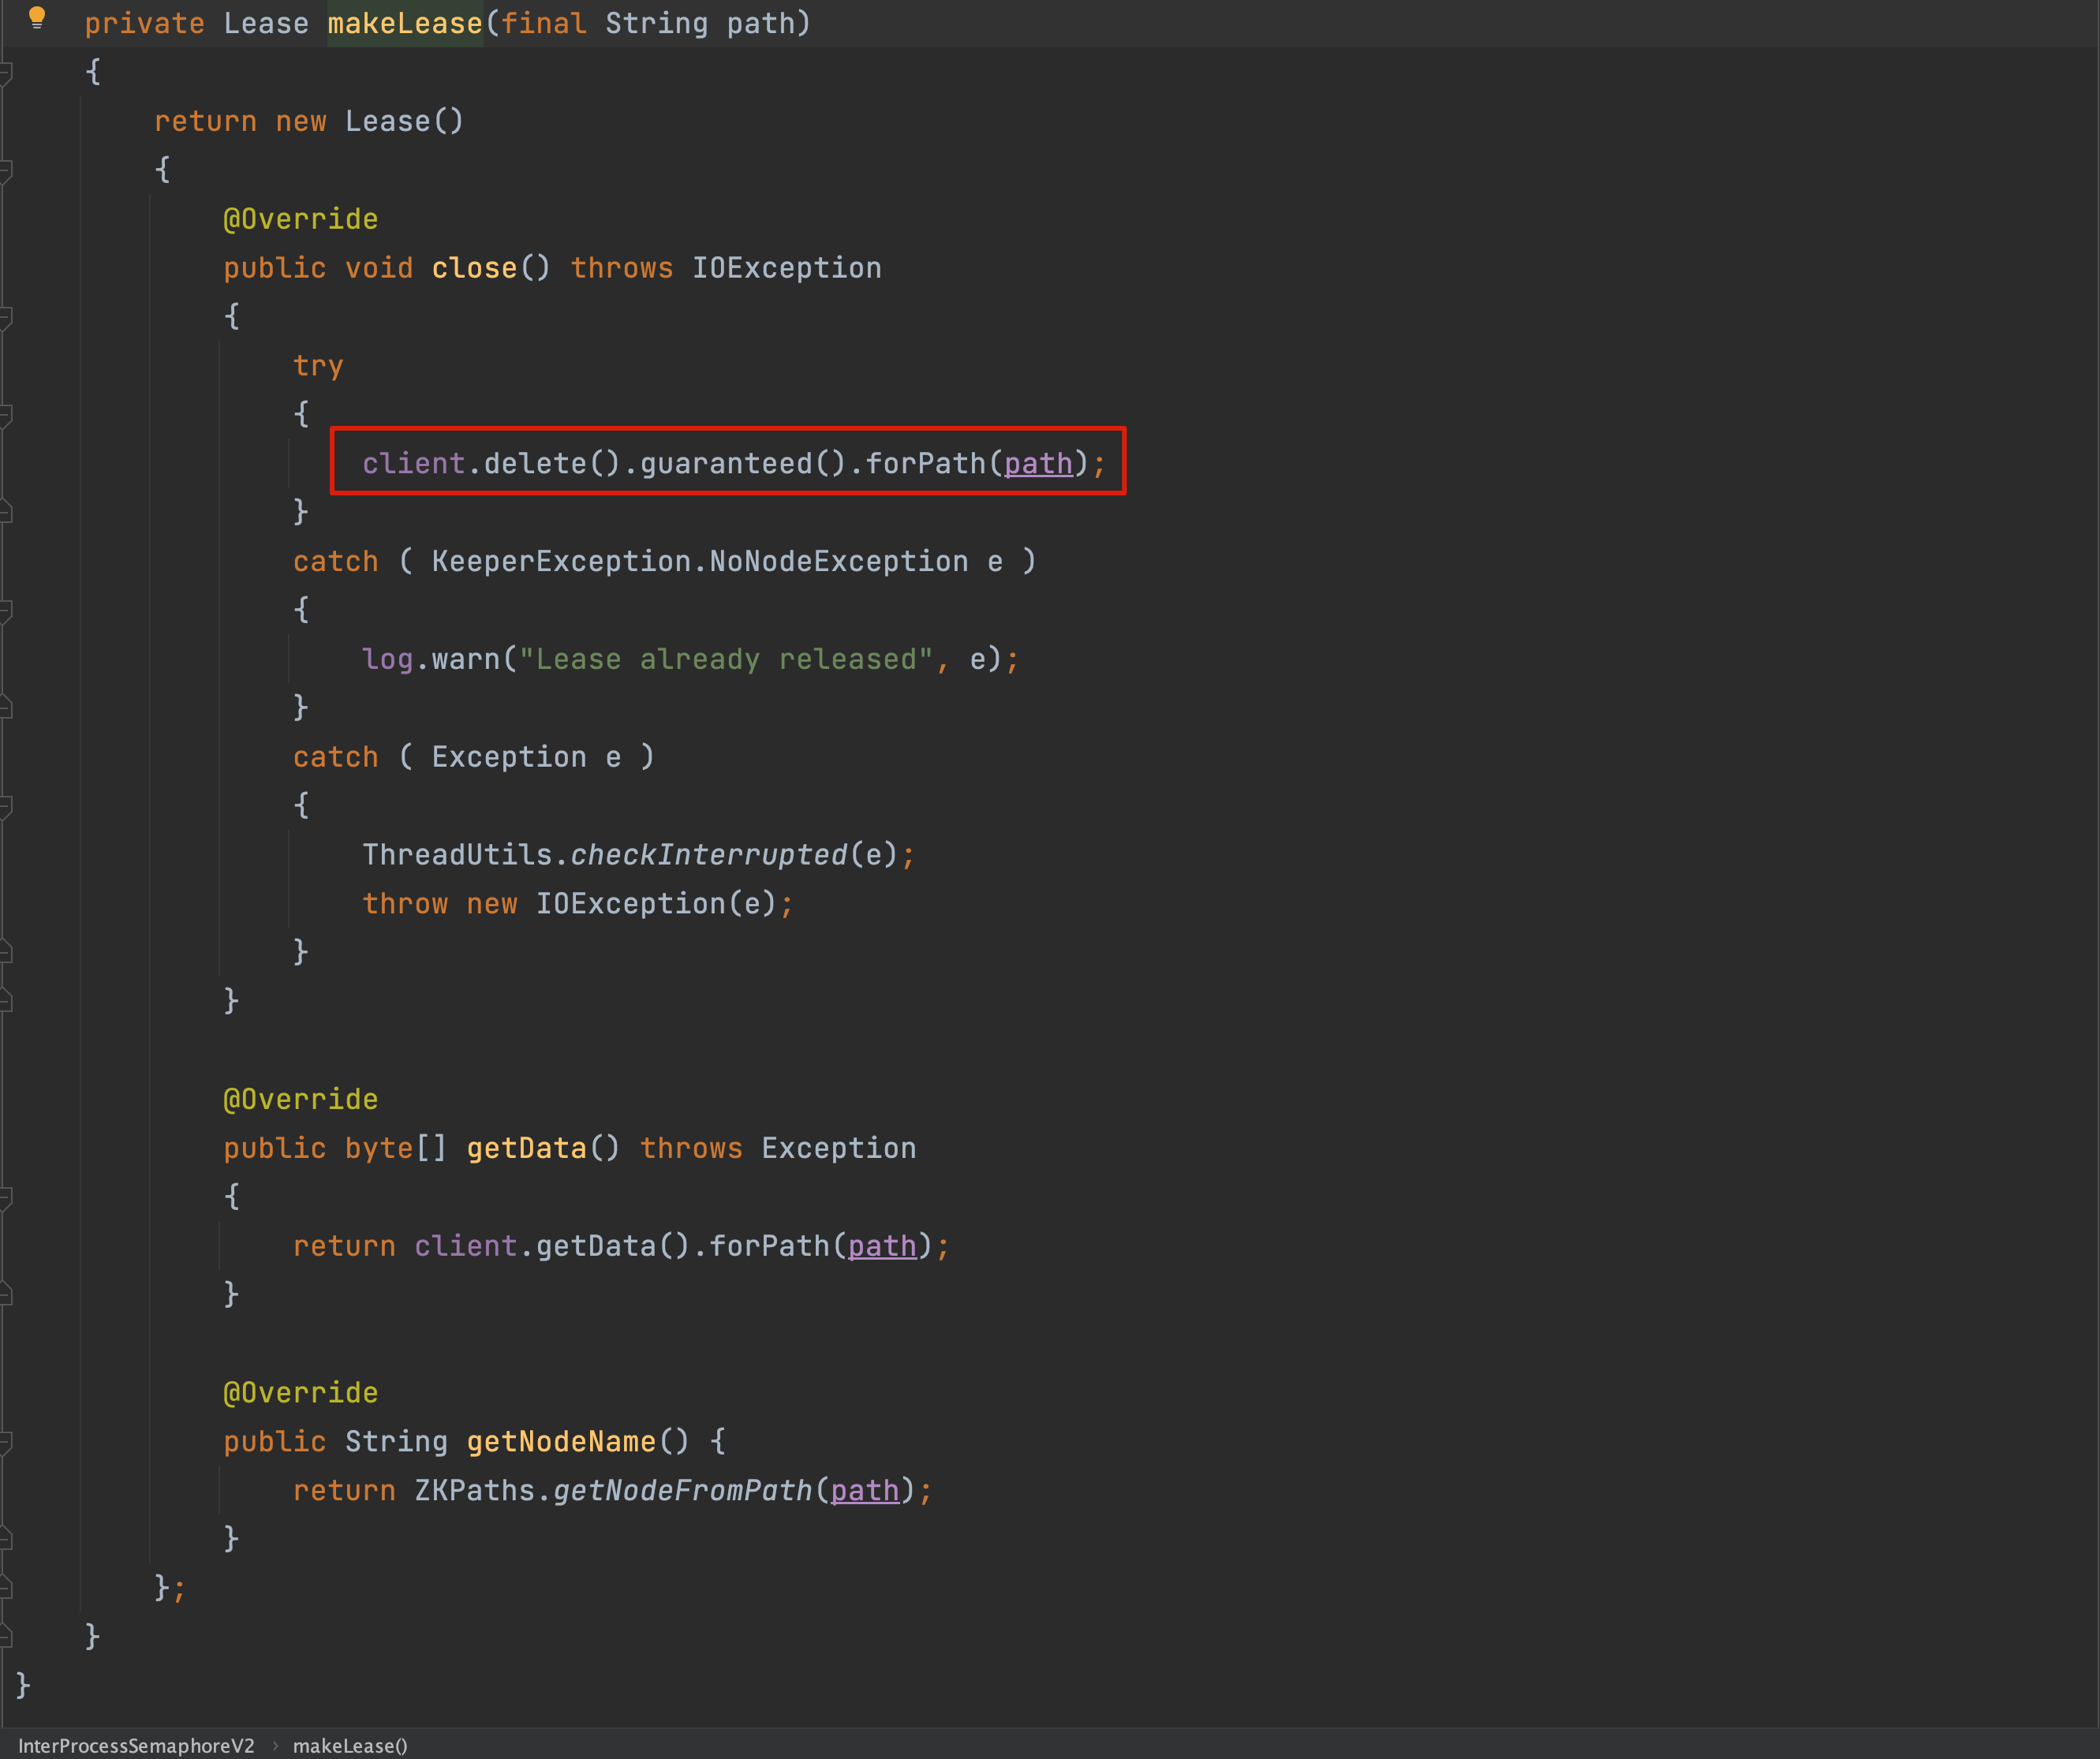 private Lease makeLease(final String path)
{
return new Lease()
{
@Override
public void close() throws IOException
{
try
{
client.delete().guaranteed().forPath(path);
}
catch ( KeeperException.NoNodeException e )
{
log.warn("Lease already released", e);
}
catch ( Exception e )
{
ThreadUtils.checkInterrupted(e);
throw new IOException(e);
}
}
@Override
public byte[] getData() throws Exception
{
return client.getData().forPath(path);
}
@Override
public String getNodeName() {
return ZKPaths.getNodeFromPath(path);
}
};
}
}
InterProcessSemaphoreV2 › makeLease()